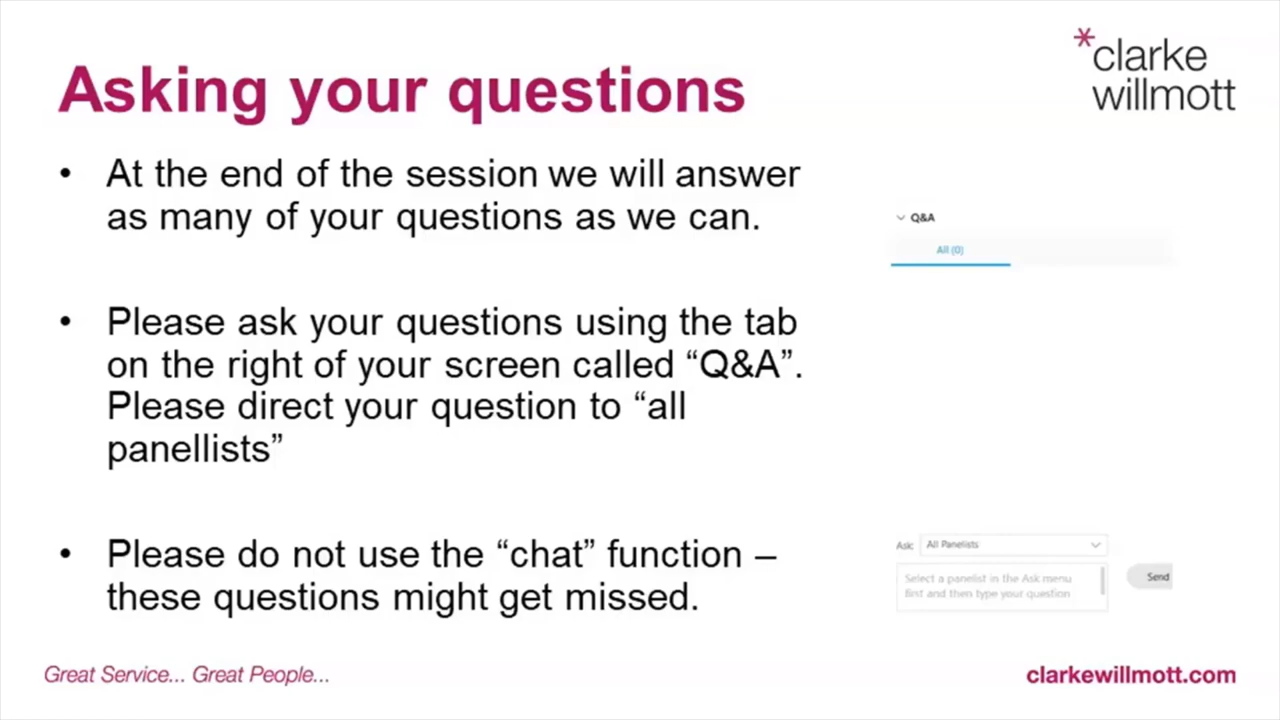 *clarke
willmott
Asking your questions
• At the end of the session we will answer
as many of your questions as we can.
• Please ask your questions using the tab
on the right of your screen called “Q&A”.
Please direct your question to “all
panellists”
• Please do not use the “chat” function –
these questions might get missed.
Q&A
All (0)
Ask: All Panelists
Select a panelist in the Ask menu
first and then type your question
Send
Great Service... Great People...
clarkewillmott.com